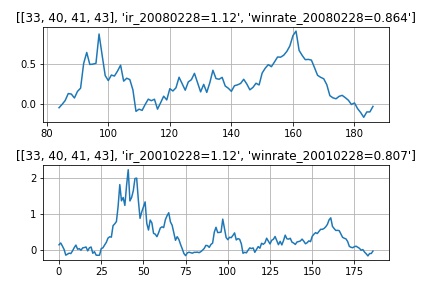 [[33, 40, 41, 43], 'ir_20080228=1.12', 'winrate_20080228=0.864']
0.5
0.0
80 100 120 140 160 180
[[33, 40, 41, 43], 'ir_20010228=1.12', 'winrate_20010228=0.807']
2
1
0
0 25 50 75 100 125 150 175